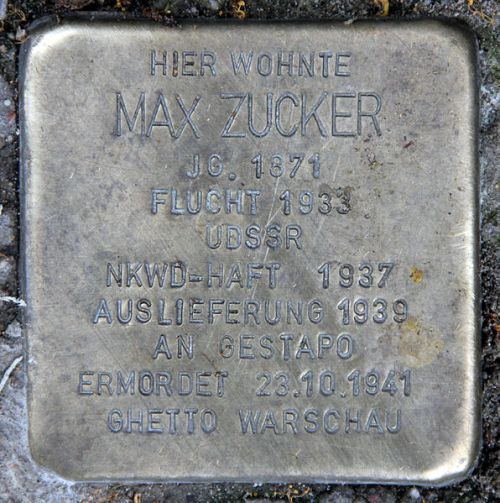 HIER WOHNTE
MAX ZUCKER
JG. 1871
FLUCHT 1933
UDSSR
NKWD-HAFT 1937
AUSLIEFERUNG 1939
AN GESTAPO
ERMORDET 23.10.1941
GHETTO WARSCHAU